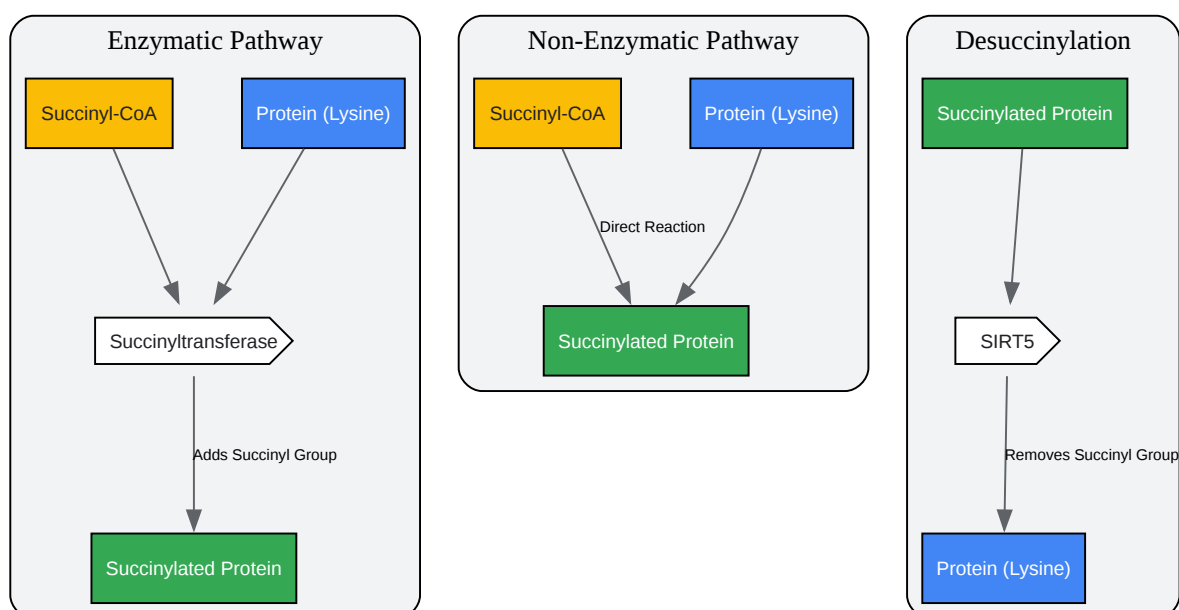 Enzymatic Pathway
Succinyl-CoA
Protein (Lysine)
Succinyltransferase
Adds Succinyl Group
Succinylated Protein
Non-Enzymatic Pathway
Succinyl-CoA
Protein (Lysine)
Direct Reaction
Succinylated Protein
Desuccinylation
Succinylated Protein
SIRT5
Removes Succinyl Group
Protein (Lysine)